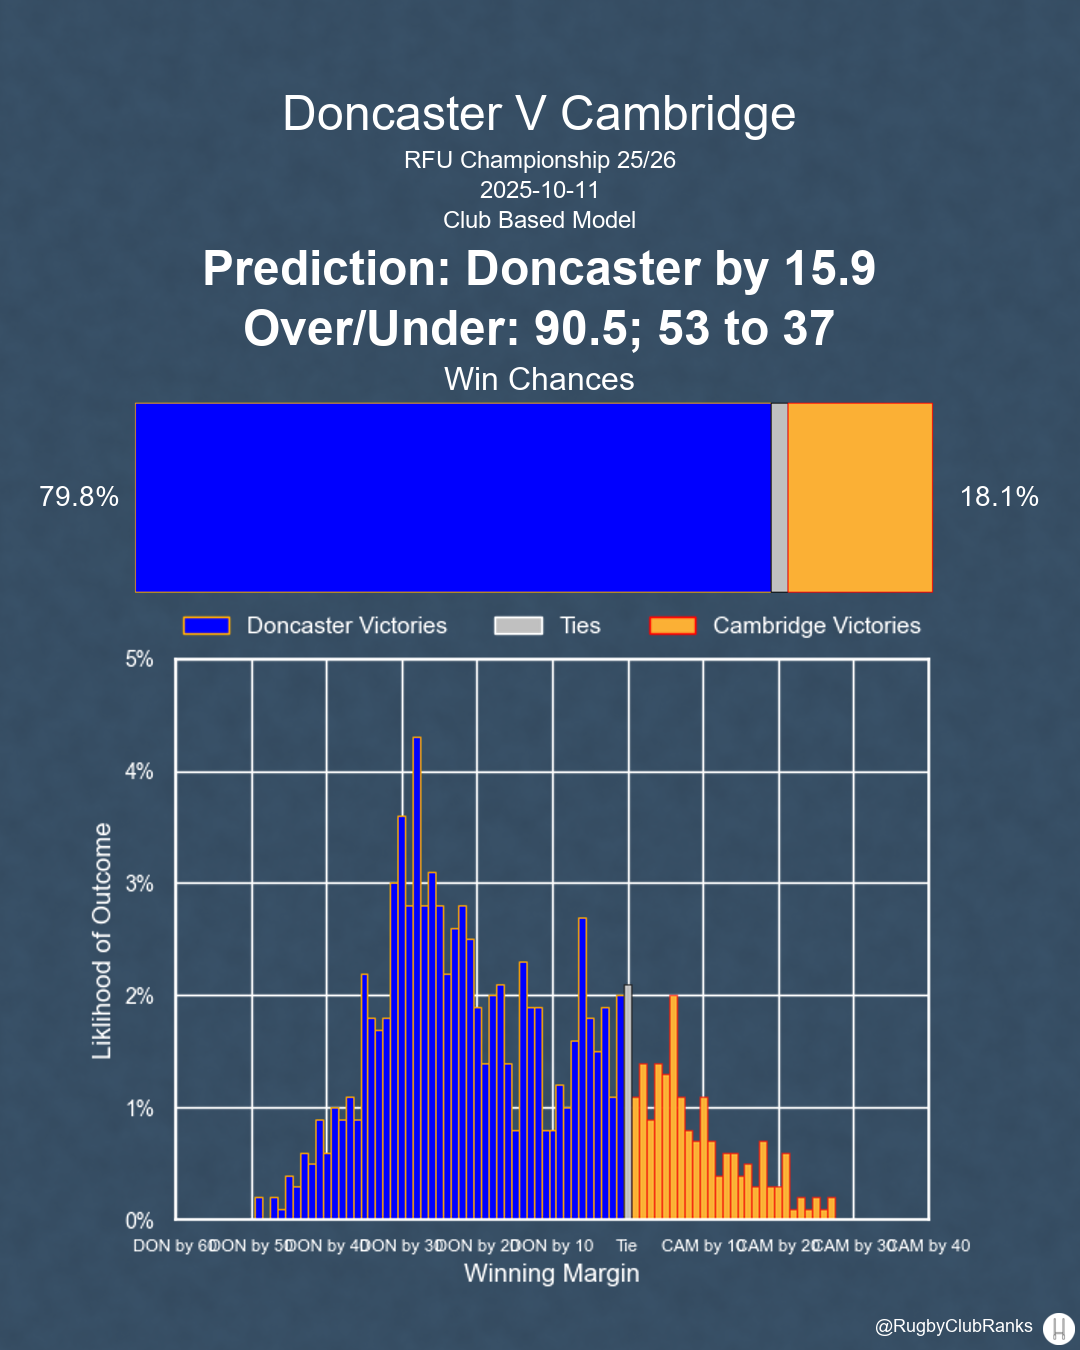 Doncaster V Cambridge
RFU Championship 25/26
2025-10-11
Club Based Model
Prediction: Doncaster by 15.9
Over/Under: 90.5; 53 to 37
Win Chances
79.8%
18.1%
Doncaster Victories Ties Cambridge Victories
5%
4%
3%
2%
1%
0%
Liklihood of Outcome
DON by 60 DON by 50 DON by 40 DON by 30 DON by 20 DON by 10 Tie CAM by 10 CAM by 20 CAM by 30 CAM by 40
Winning Margin
@RugbyClubRanks